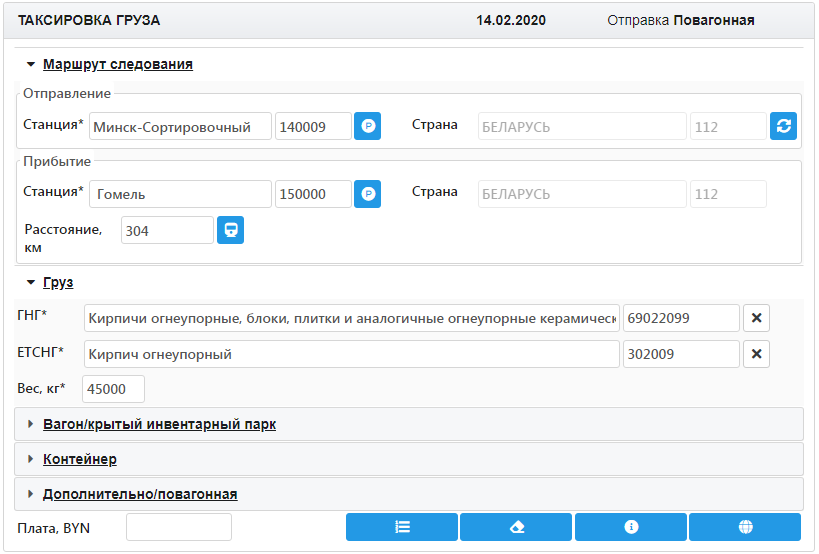 ТАКСИРОВКА ГРУЗА 14.02.2020 Отправка Повагонная
Маршрут следования
Отправление
Станция* Минск-Сортировочный 140009 P Страна БЕЛАРУСЬ 112
Прибытие
Станция* Гомель 150000 P Страна БЕЛАРУСЬ 112
Расстояние, 304
км
Груз
ГНГ* Кирпичи огнеупорные, блоки, плитки и аналогичные огнеупорные керамическ 69022099
ЕТСНГ* Кирпич огнеупорный 302009
Вес, кг* 45000
Вагон/крытый инвентарный парк
Контейнер
Дополнительно/повагонная
Плата, BYN